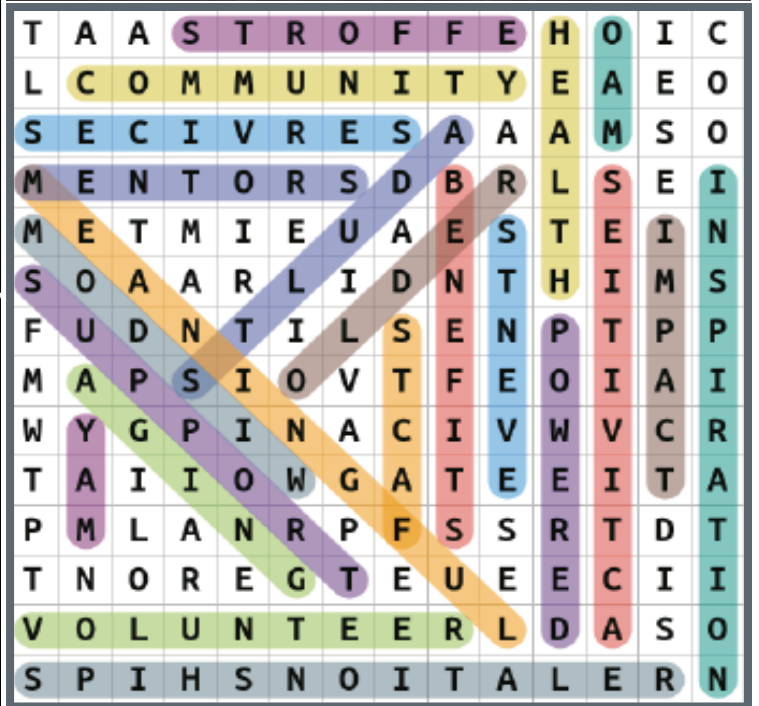 T A A S T R O F F E H O I C
L C O M M U N I T Y E A E O
S E C I V R E S A A A M S O
M E N T O R S D B R L S E I
M E T M I E U A E S T E I N
S O A A R L I D N T H I M S
F U D N T I L S E N P T P P
M A P S I O V T F E O I A I
W Y G P I N A C I V W V C R
T A I I O W G A T E E I T A
P M L A N R P F S S R T D T
T N O R E G T E U E E C I I
V O L U N T E E R L D A S O
S P I H S N O I T A L E R N